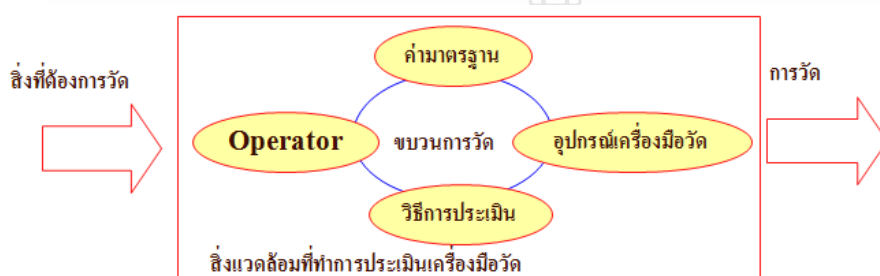 สิ่งที่ต้องการวัด
ค่ามาตรฐาน
การวัด
Operator
ขบวนการวัด
อุปกรณ์เครื่องมือวัด
วิธีการประเมิน
สิ่งแวดล้อมที่ทำการประเมินเครื่องมือวัด